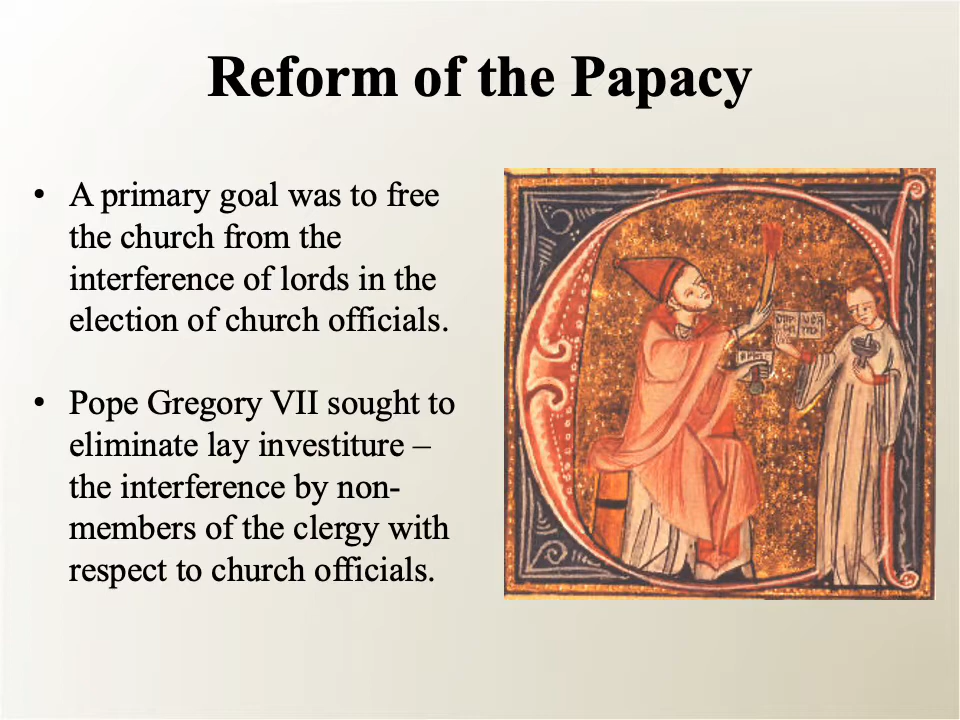 Reform of the Papacy
• A primary goal was to free
the church from the
interference of lords in the
election of church officials.
• Pope Gregory VII sought to
eliminate lay investiture –
the interference by non-
members of the clergy with
respect to church officials.